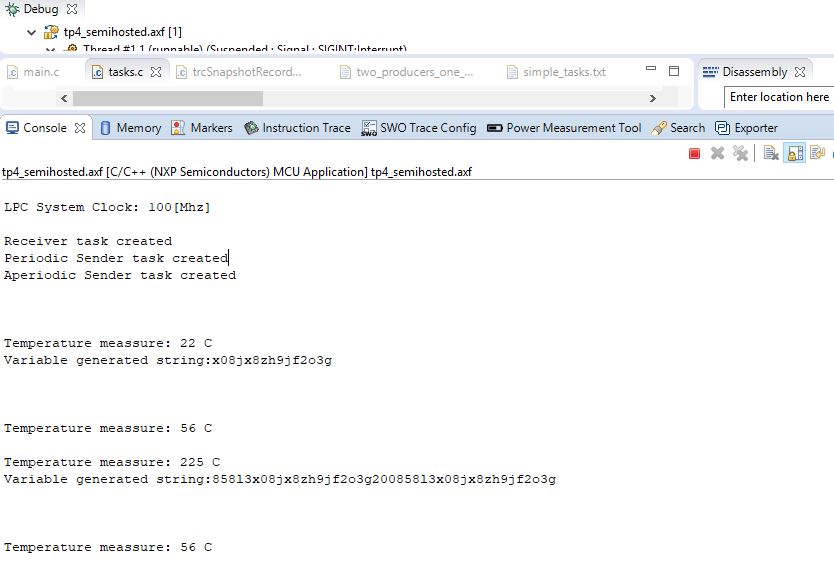 Debug
tp4_semihosted.axf [1]
Thread #1 1 (runnable) (Suspended : Signal : SIGINT:Interrupt)
main.c
tasks.c
trcSnapshotRecord...
two_producers_one_...
simple_tasks.txt
Disassembly
Enter location here
Console
Memory
Markers
Instruction Trace
SWO Trace Config
Power Measurement Tool
Search
Exporter
tp4_semihosted.axf [C/C++ (NXP Semiconductors) MCU Application] tp4_semihosted.axf
LPC System Clock: 100[Mhz]
Receiver task created
Periodic Sender task created
Aperiodic Sender task created
Temperature meassure: 22 C
Variable generated string:x08jx8zh9jf2o3g
Temperature meassure: 56 C
Temperature meassure: 225 C
Variable generated string:858l3x08jx8zh9jf2o3g200858l3x08jx8zh9jf2o3g
Temperature meassure: 56 C